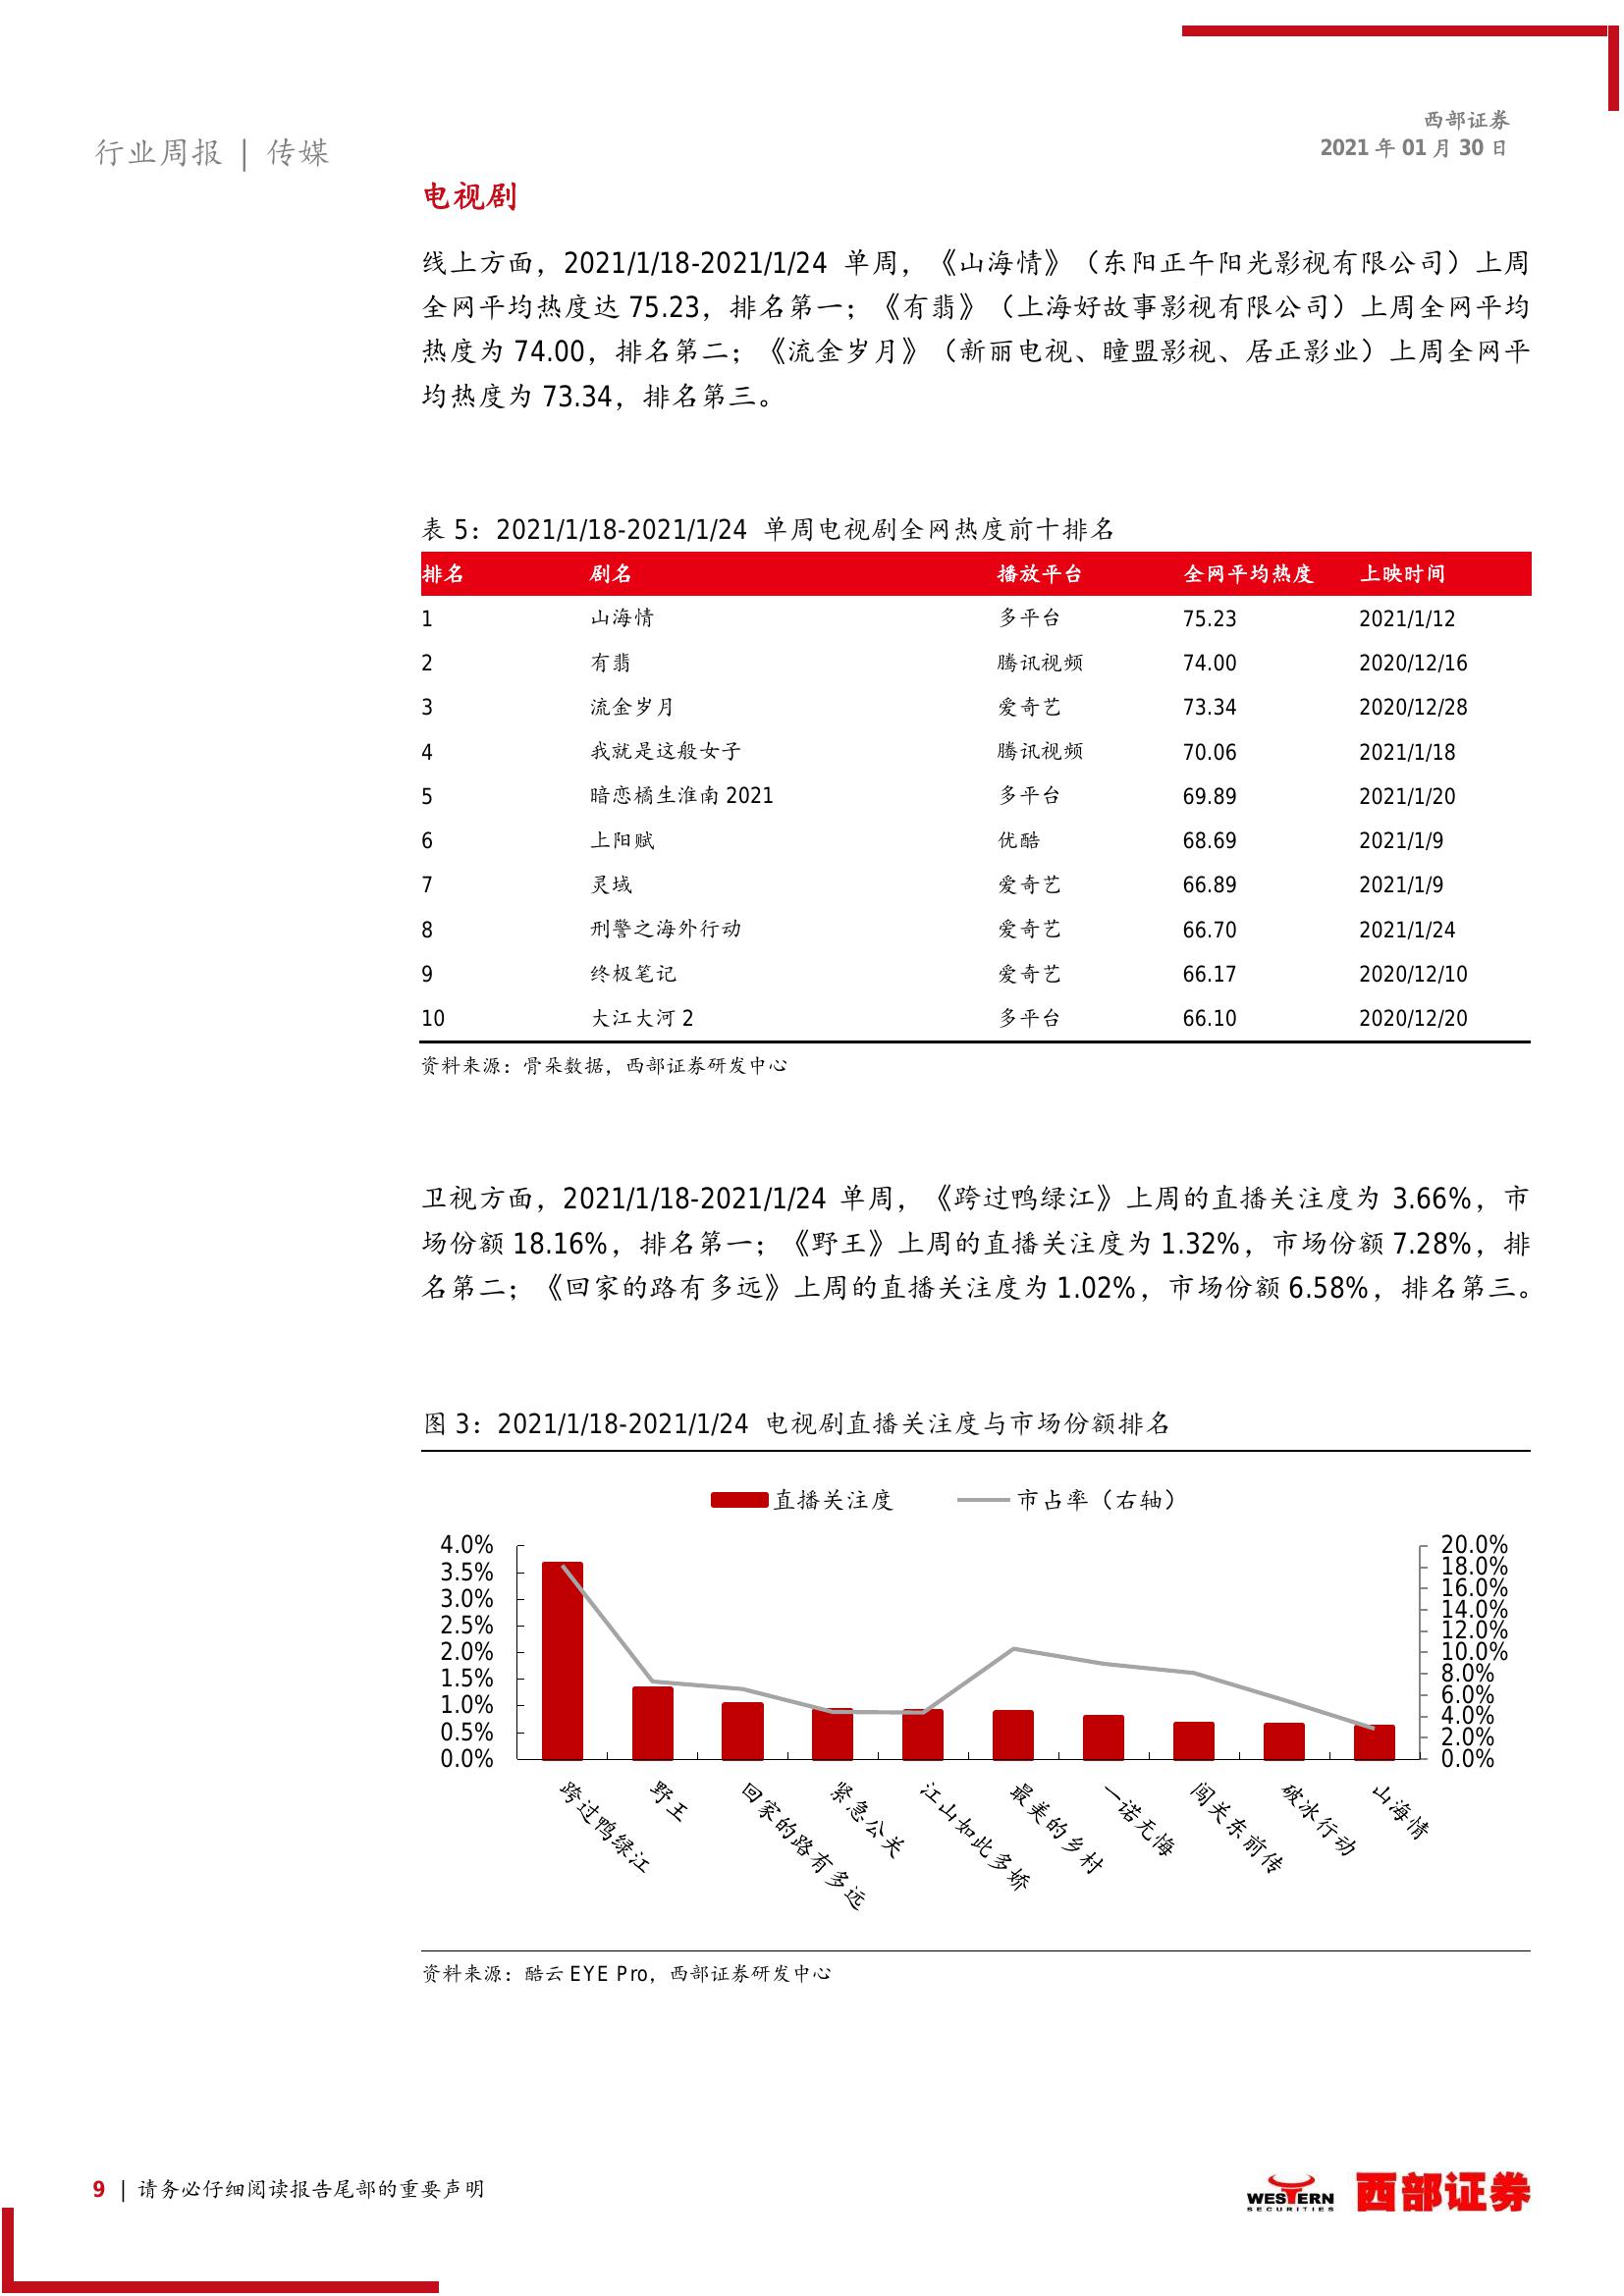 西部证券
2021 年 01 月 30 日
行业周报 | 传媒
电视剧
线上方面，2021/1/18-2021/1/24 单周，《山海情》（东阳正午阳光影视有限公司）上周
全网平均热度达 75.23，排名第一；《有翡》（上海好故事影视有限公司）上周全网平均
热度为 74.00，排名第二；《流金岁月》（新丽电视、瞳盟影视、居正影业）上周全网平
均热度为 73.34，排名第三。
表 5：2021/1/18-2021/1/24 单周电视剧全网热度前十排名
排名 剧名 播放平台 全网平均热度 上映时间
1 山海情 多平台 75.23 2021/1/12
2 有翡 腾讯视频 74.00 2020/12/16
3 流金岁月 爱奇艺 73.34 2020/12/28
4 我就是这般女子 腾讯视频 70.06 2021/1/18
5 暗恋橘生淮南 2021 多平台 69.89 2021/1/20
6 上阳赋 优酷 68.69 2021/1/9
7 灵域 爱奇艺 66.89 2021/1/9
8 刑警之海外行动 爱奇艺 66.70 2021/1/24
9 终极笔记 爱奇艺 66.17 2020/12/10
10 大江大河 2 多平台 66.10 2020/12/20
资料来源：骨朵数据，西部证券研发中心
卫视方面，2021/1/18-2021/1/24 单周，《跨过鸭绿江》上周的直播关注度为 3.66%，市
场份额 18.16%，排名第一；《野王》上周的直播关注度为 1.32%，市场份额 7.28%，排
名第二；《回家的路有多远》上周的直播关注度为 1.02%，市场份额 6.58%，排名第三。
图 3：2021/1/18-2021/1/24 电视剧直播关注度与市场份额排名
直播关注度 市占率（右轴）
4.0%
3.5%
3.0%
2.5%
2.0%
1.5%
1.0%
0.5%
0.0%
20.0%
18.0%
16.0%
14.0%
12.0%
10.0%
8.0%
6.0%
4.0%
2.0%
0.0%
跨过鸭绿江
野王
回家的路有多远
紧急公关
江山如此多娇
最美的乡村
一诺无悔
闯关东前传
破冰行动
山海情
资料来源：酷云 EYE Pro，西部证券研发中心
9 | 请务必仔细阅读报告尾部的重要声明
WESTERN
SECURITIES
西部证券